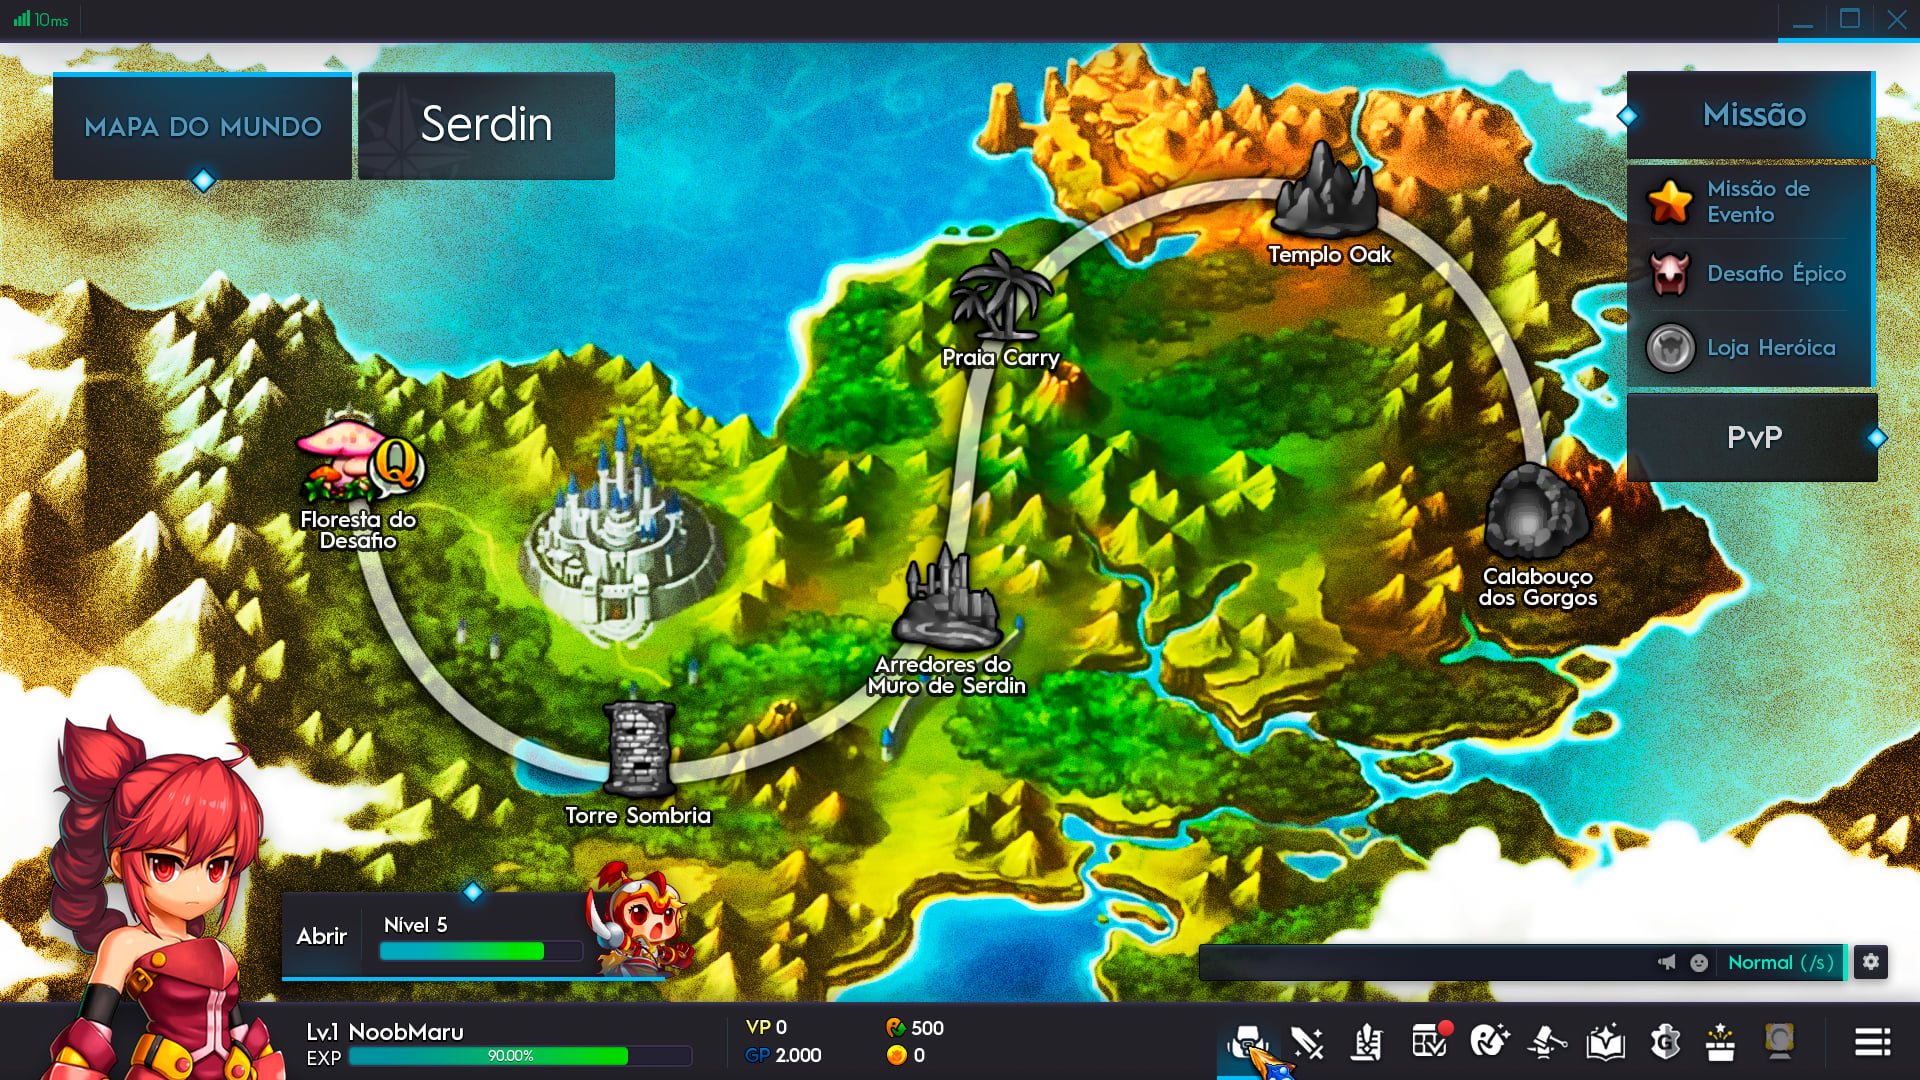 10ms
MAPA DO MUNDO
Serdin
Missão
Missão de
Evento
Desafio Épico
Loja Heróica
PvP
Templo Oak
Praia Carry
Q
Floresta do
Desafio
Calabouço
dos Gorgos
Arredores do
Muro de Serdin
Torre Sombria
Abrir
Nível 5
Normal (/s)
Lv.1 NoobMaru
EXP 90.00%
VP 0
GP 2.000
500
0
G